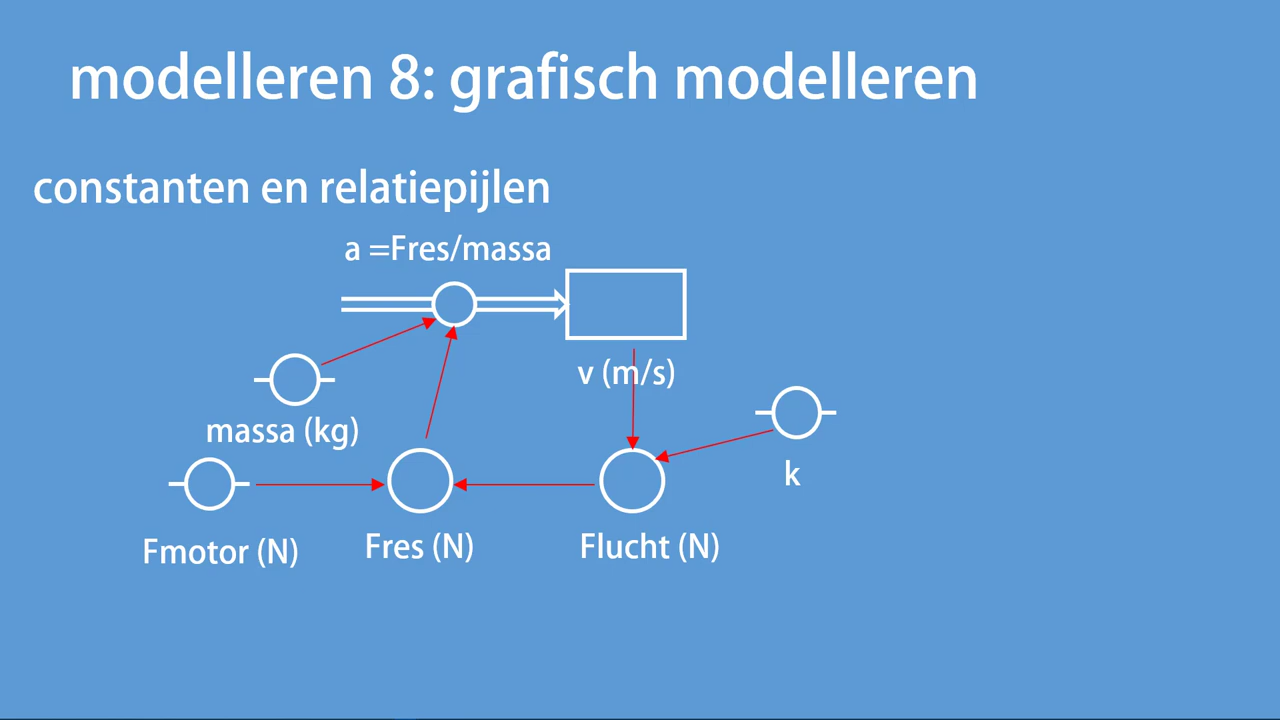 modelleren 8: grafisch modelleren
constanten en relatiepijlen
a =Fres/massa
v (m/s)
massa (kg)
k
Fmotor (N)
Fres (N)
Flucht (N)